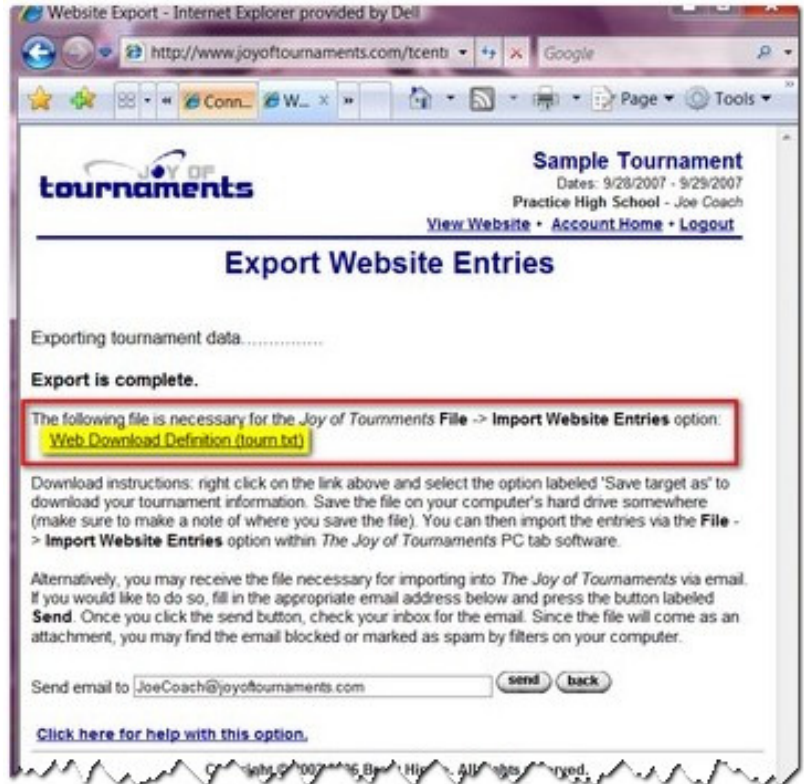 Website Export - Internet Explorer provided by Dell
http://www.joyoftournaments.com/tcent
Google
Conn...
W...
Page
Tools
JOY OF
tournaments
Sample Tournament
Dates: 9/28/2007 - 9/29/2007
Practice High School - Joe Coach
View Website • Account Home • Logout
Export Website Entries
Exporting tournament data...............
Export is complete.
The following file is necessary for the Joy of Tournments File -> Import Website Entries option:
Web Download Definition (tourn.txt)
Download instructions: right click on the link above and select the option labeled 'Save target as' to
download your tournament information. Save the file on your computer's hard drive somewhere
(make sure to make a note of where you save the file). You can then import the entries via the File -
> Import Website Entries option within The Joy of Tournaments PC tab software.
Alternatively, you may receive the file necessary for importing into The Joy of Tournaments via email.
If you would like to do so, fill in the appropriate email address below and press the button labeled
Send. Once you click the send button, check your inbox for the email. Since the file will come as an
attachment, you may find the email blocked or marked as spam by filters on your computer.
Send email to JoeCoach@joyoftournaments.com send back
Click here for help with this option.